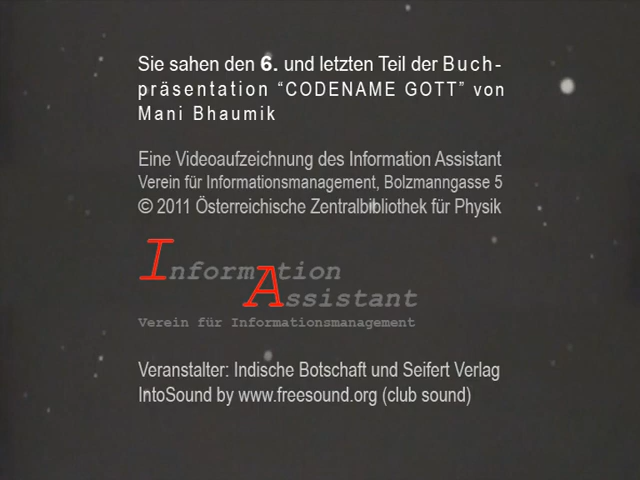 Sie sahen den 6. und letzten Teil der Buch-
präsentation “CODENAME GOTT” von
Mani Bhaumik
Eine Videoaufzeichnung des Information Assistant
Verein für Informationsmanagement, Bolzmanngasse 5
© 2011 Österreichische Zentralbibliothek für Physik
Information
Assistant
Verein für Informationsmanagement
Veranstalter: Indische Botschaft und Seifert Verlag
IntoSound by www.freesound.org (club sound)